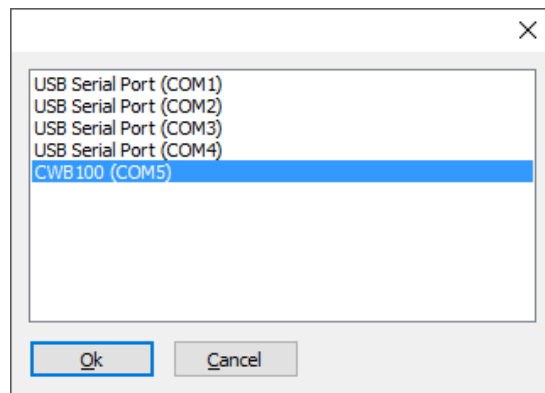 USB Serial Port (COM1)
USB Serial Port (COM2)
USB Serial Port (COM3)
USB Serial Port (COM4)
CWB100 (COM5)
Ok
Cancel